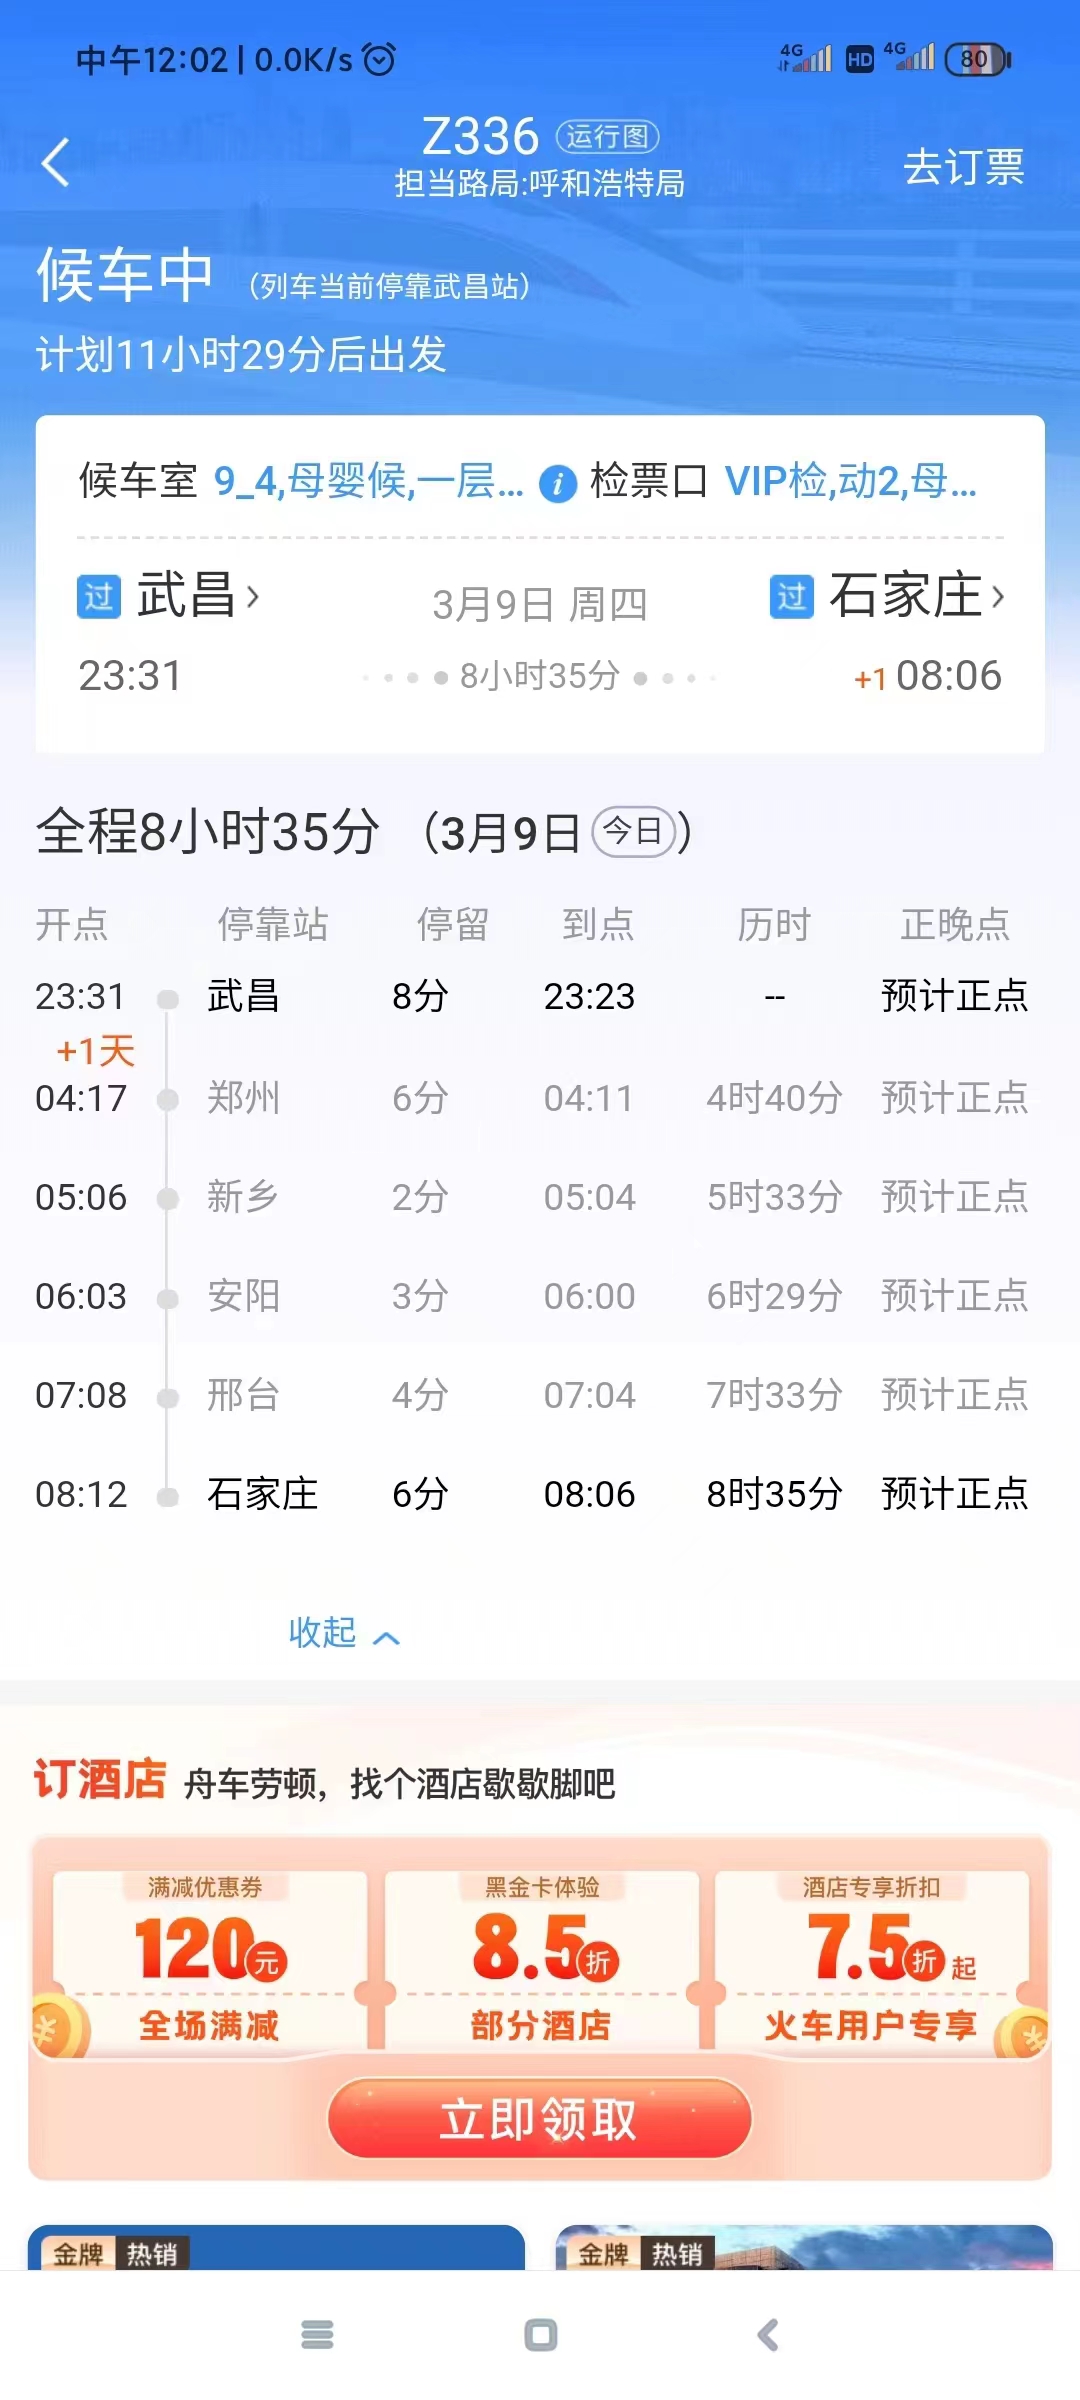 中午12:02 | 0.0K/s 4G HD 4G 80
Z336 运行图
担当路局:呼和浩特局
去订票
候车中 （列车当前停靠武昌站）
计划11小时29分后出发
候车室 9_4,母婴候,一层... i 检票口 VIP检,动2,母...
过 武昌 3月9日 周四 过 石家庄
23:31 8小时35分 +1 08:06
全程8小时35分 （3月9日 今日）
开点 停靠站 停留 到点 历时 正晚点
23:31 武昌 8分 23:23 -- 预计正点
+1天
04:17 郑州 6分 04:11 4时40分 预计正点
05:06 新乡 2分 05:04 5时33分 预计正点
06:03 安阳 3分 06:00 6时29分 预计正点
07:08 邢台 4分 07:04 7时33分 预计正点
08:12 石家庄 6分 08:06 8时35分 预计正点
收起
订酒店 舟车劳顿，找个酒店歇歇脚吧
满减优惠券 黑金卡体验 酒店专享折扣
120元 8.5折 7.5折起
全场满减 部分酒店 火车用户专享
¥ ¥
立即领取
金牌 热销 金牌 热销